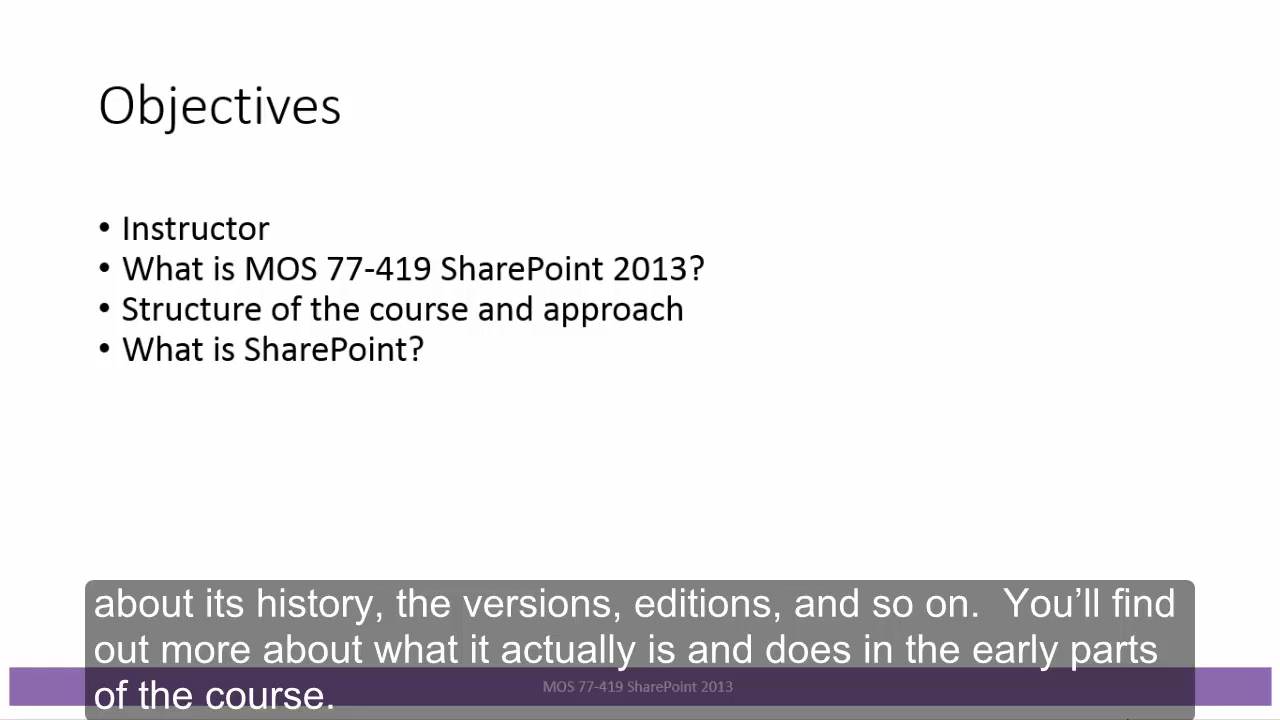 Objectives
• Instructor
• What is MOS 77-419 SharePoint 2013?
• Structure of the course and approach
• What is SharePoint?
about its history, the versions, editions, and so on.  You’ll find
out more about what it actually is and does in the early parts
of the course.
MOS 77-419 SharePoint 2013